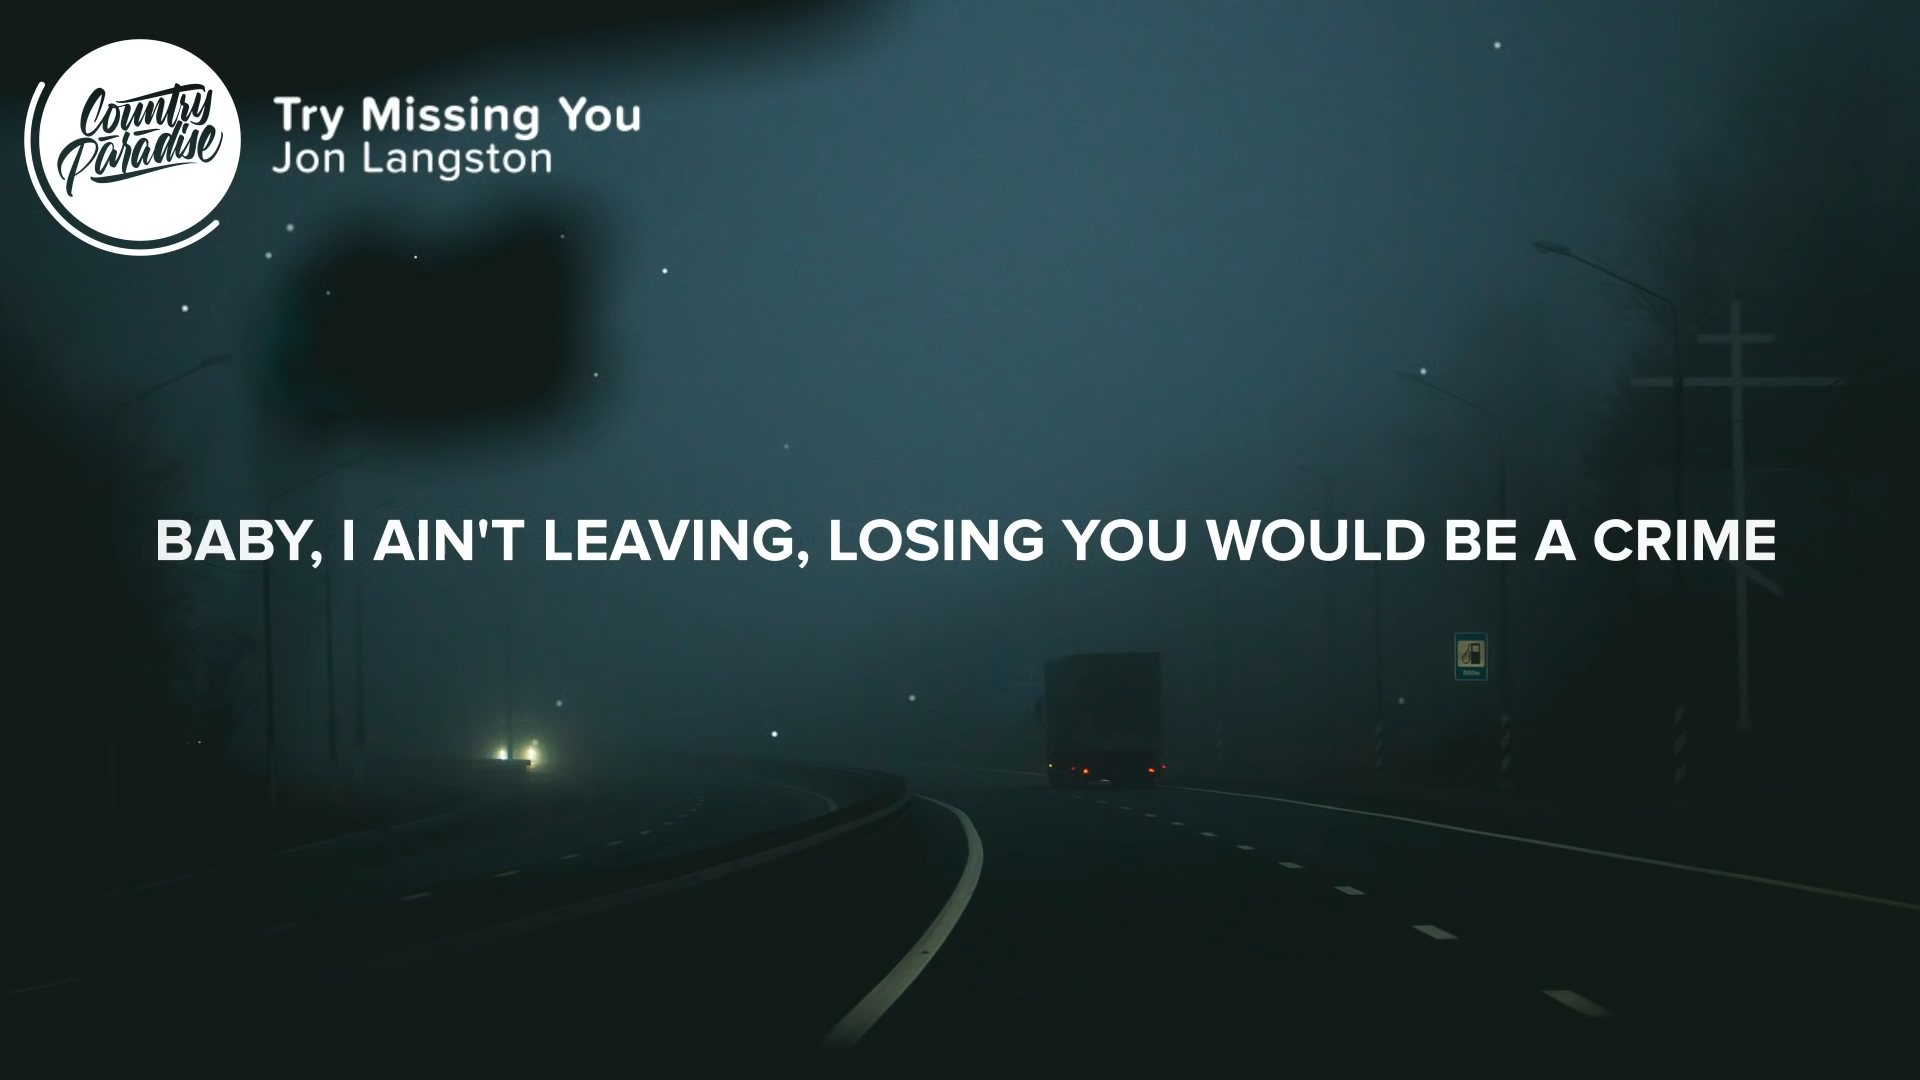 Country
Paradise
Try Missing You
Jon Langston
BABY, I AIN'T LEAVING, LOSING YOU WOULD BE A CRIME